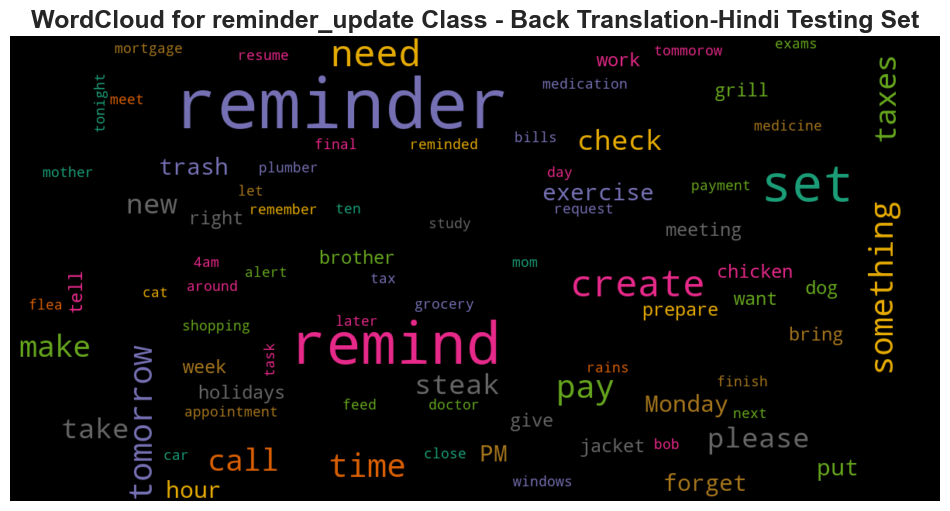 WordCloud for reminder_update Class - Back Translation-Hindi Testing Set
mortgage
resume
need
work
tommorow
exams
tonight
meet
reminder
medication
grill
taxes
final
reminded
bills
check
medicine
mother
trash
plumber
day
exercise
payment
set
let
new
right
remember
ten
study
request
meeting
something
4am
alert
brother
tax
mom
create
chicken
want
dog
flea
tell
cat
around
grocery
prepare
bring
shopping
later
make
remind
task
week
tomorrow
holidays
steak
rains
pay
finish
appointment
feed
doctor
give
Monday
next
take
car
call
time
close
PM
jacket
bob
please
put
hour
windows
forget